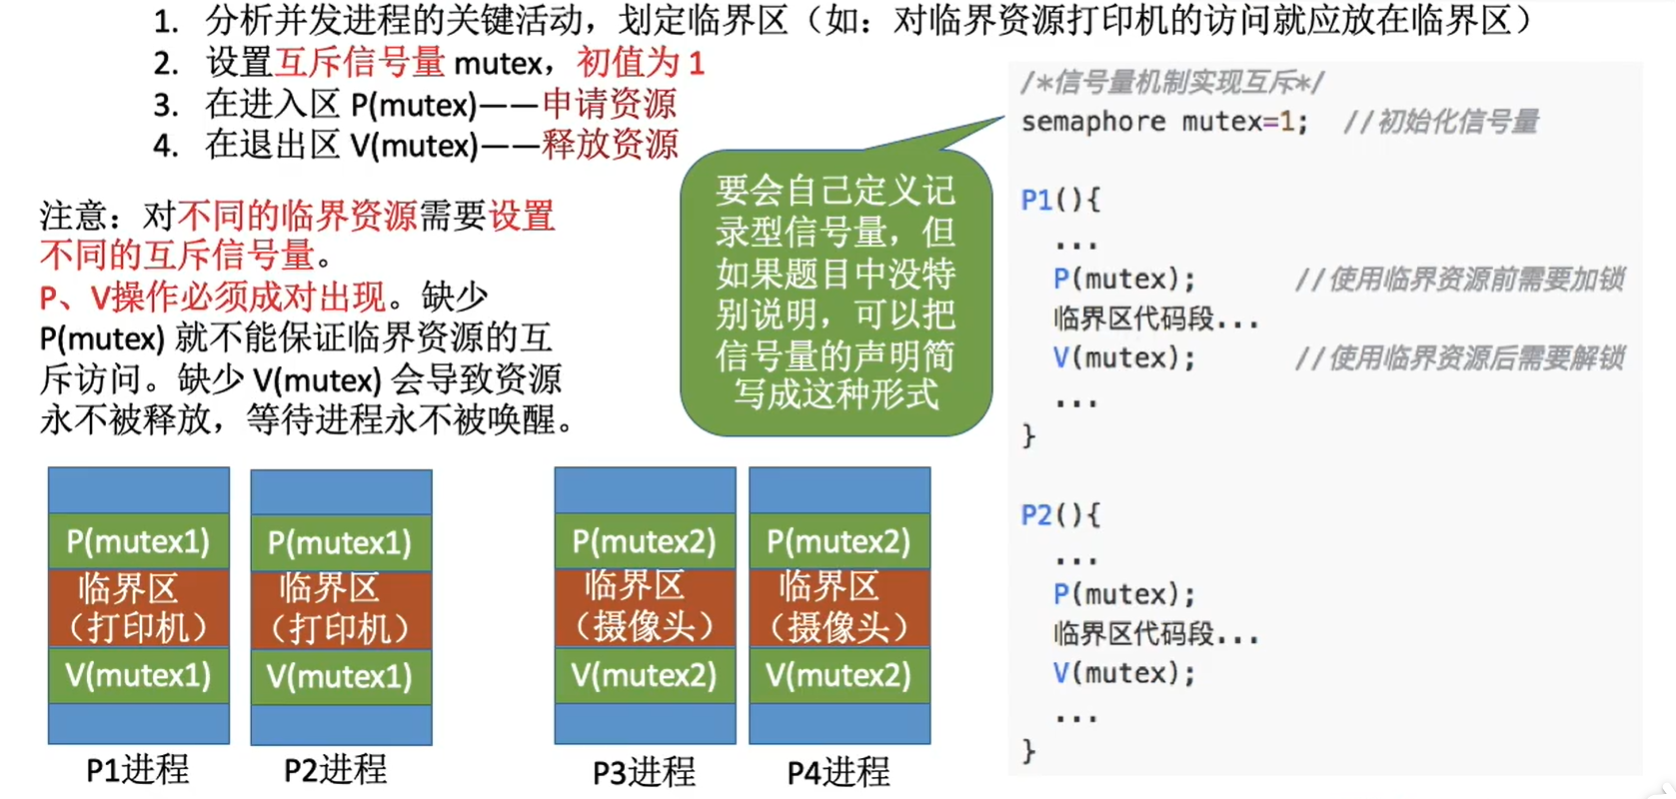 1. 分析并发进程的关键活动，划定临界区（如：对临界资源打印机的访问就应放在临界区）
2. 设置互斥信号量 mutex，初值为 1
3. 在进入区 P(mutex)——申请资源
4. 在退出区 V(mutex)——释放资源
注意：对不同的临界资源需要设置
不同的互斥信号量。
P、V操作必须成对出现。缺少
P(mutex) 就不能保证临界资源的互
斥访问。缺少 V(mutex) 会导致资源
永不被释放，等待进程永不被唤醒。
要会自己定义记
录型信号量，但
如果题目中没特
别说明，可以把
信号量的声明简
写成这种形式
/*信号量机制实现互斥*/
semaphore mutex=1; //初始化信号量
P1(){
...
P(mutex); //使用临界资源前需要加锁
临界区代码段...
V(mutex); //使用临界资源后需要解锁
...
}
P2(){
...
P(mutex);
临界区代码段...
V(mutex);
...
}
P(mutex1)
临界区
（打印机）
V(mutex1)
P1进程
P(mutex1)
临界区
（打印机）
V(mutex1)
P2进程
P(mutex2)
临界区
（摄像头）
V(mutex2)
P3进程
P(mutex2)
临界区
（摄像头）
V(mutex2)
P4进程